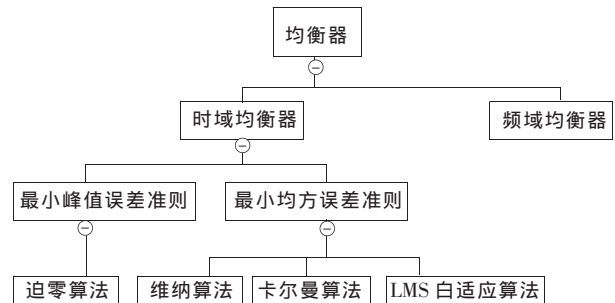 均衡器
时域均衡器
频域均衡器
最小峰值误差准则
最小均方误差准则
迫零算法
维纳算法
卡尔曼算法
LMS 白适应算法